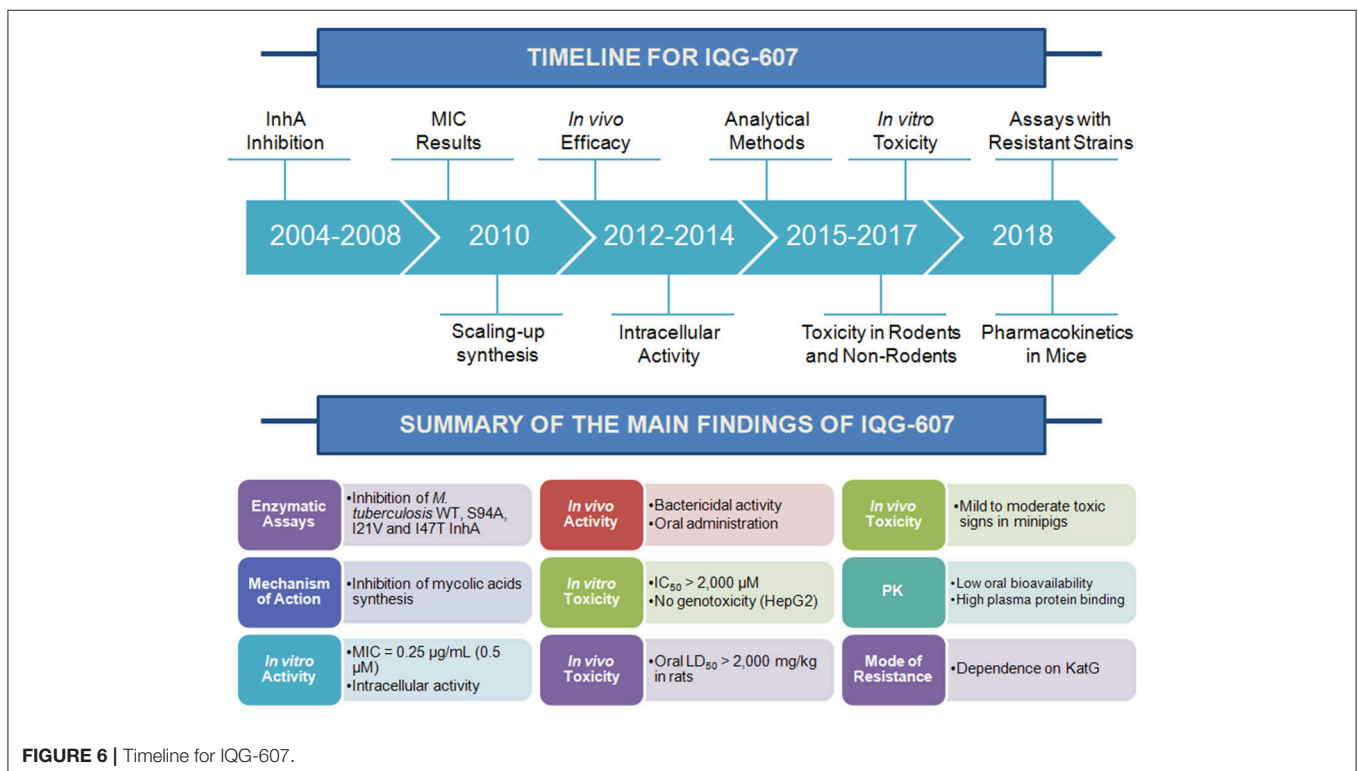 TIMELINE FOR IQG-607
InhA
Inhibition
MIC
Results
In vivo
Efficacy
Analytical
Methods
In vitro
Toxicity
Assays with
Resistant Strains
2004-2008
2010
2012-2014
2015-2017
2018
Scaling-up
synthesis
Intracellular
Activity
Toxicity in Rodents
and Non-Rodents
Pharmacokinetics
in Mice
SUMMARY OF THE MAIN FINDINGS OF IQG-607
Enzymatic
Assays
•Inhibition of M.
tuberculosis WT, S94A,
I21V and I47T InhA
In vivo
Activity
•Bactericidal activity
•Oral administration
In vivo
Toxicity
•Mild to moderate toxic
signs in minipigs
Mechanism
of Action
•Inhibition of mycolic acids
synthesis
In vitro
Toxicity
•IC50 > 2,000 µM
•No genotoxicity (HepG2)
PK
•Low oral bioavailability
•High plasma protein binding
In vitro
Activity
•MIC = 0.25 µg/mL (0.5
µM)
•Intracellular activity
In vivo
Toxicity
•Oral LD50 > 2,000 mg/kg
in rats
Mode of
Resistance
•Dependence on KatG
FIGURE 6 | Timeline for IQG-607.